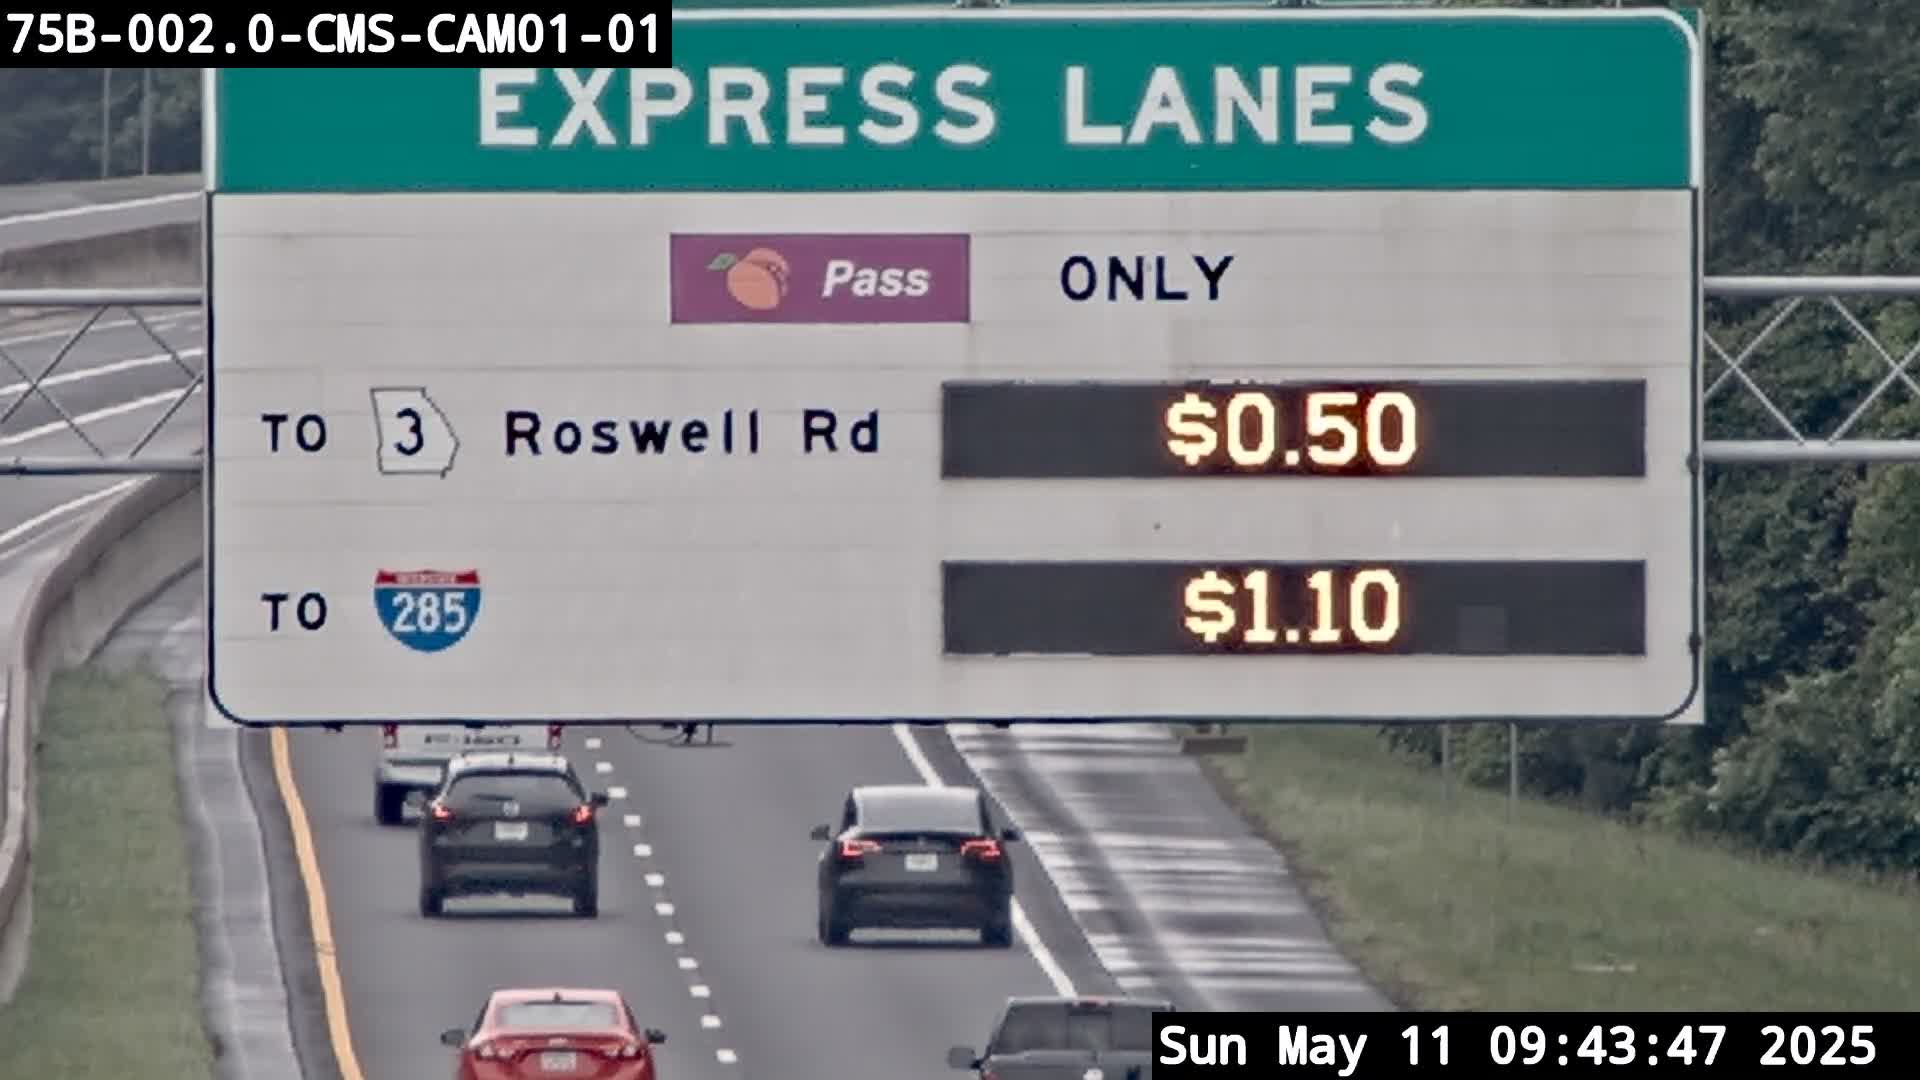 75B-002.0-CMS-CAM01-01
EXPRESS LANES
Pass ONLY
TO 3 Roswell Rd $0.50
TO 285 $1.10
Sun May 11 09:43:47 2025